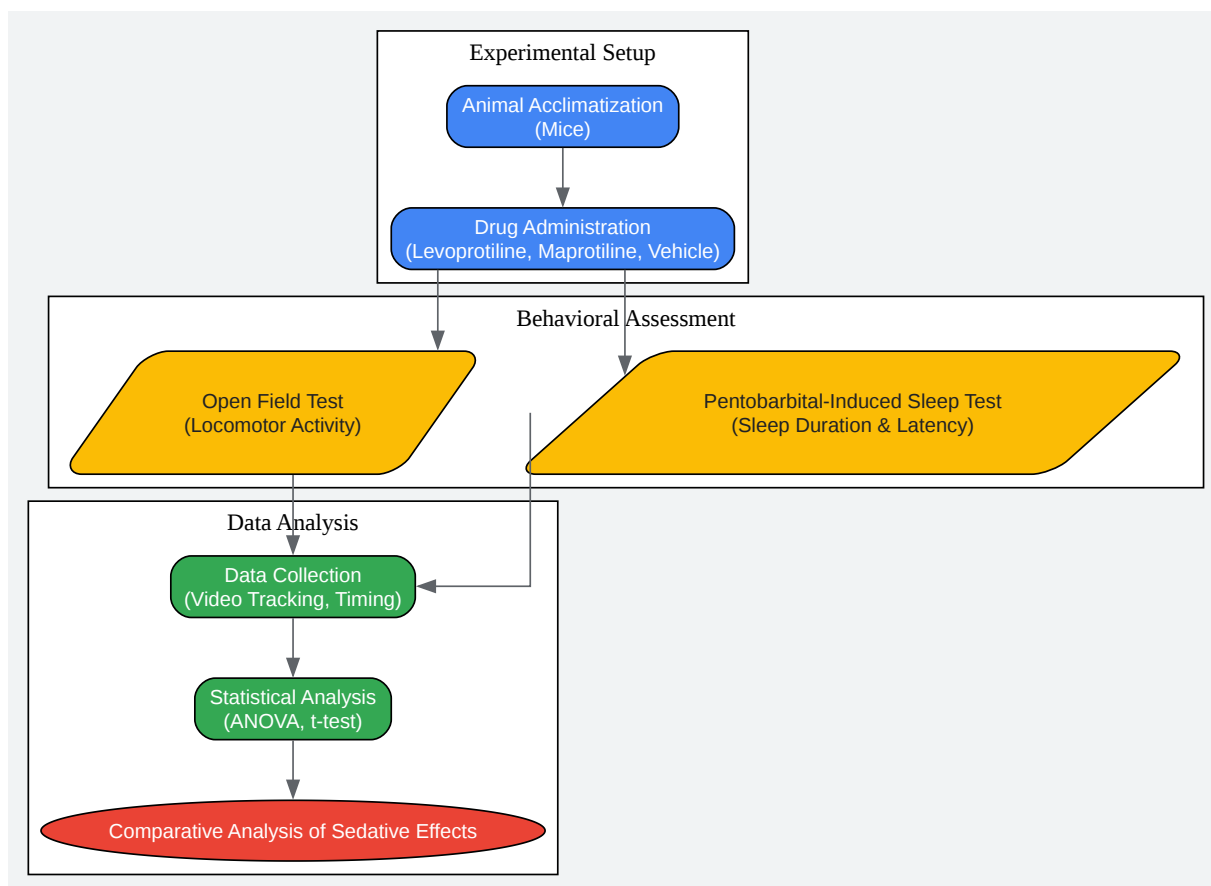 Experimental Setup
Animal Acclimatization
(Mice)
Drug Administration
(Levoprotiline, Maprotiline, Vehicle)
Behavioral Assessment
Open Field Test
(Locomotor Activity)
Pentobarbital-Induced Sleep Test
(Sleep Duration & Latency)
Data Analysis
Data Collection
(Video Tracking, Timing)
Statistical Analysis
(ANOVA, t-test)
Comparative Analysis of Sedative Effects